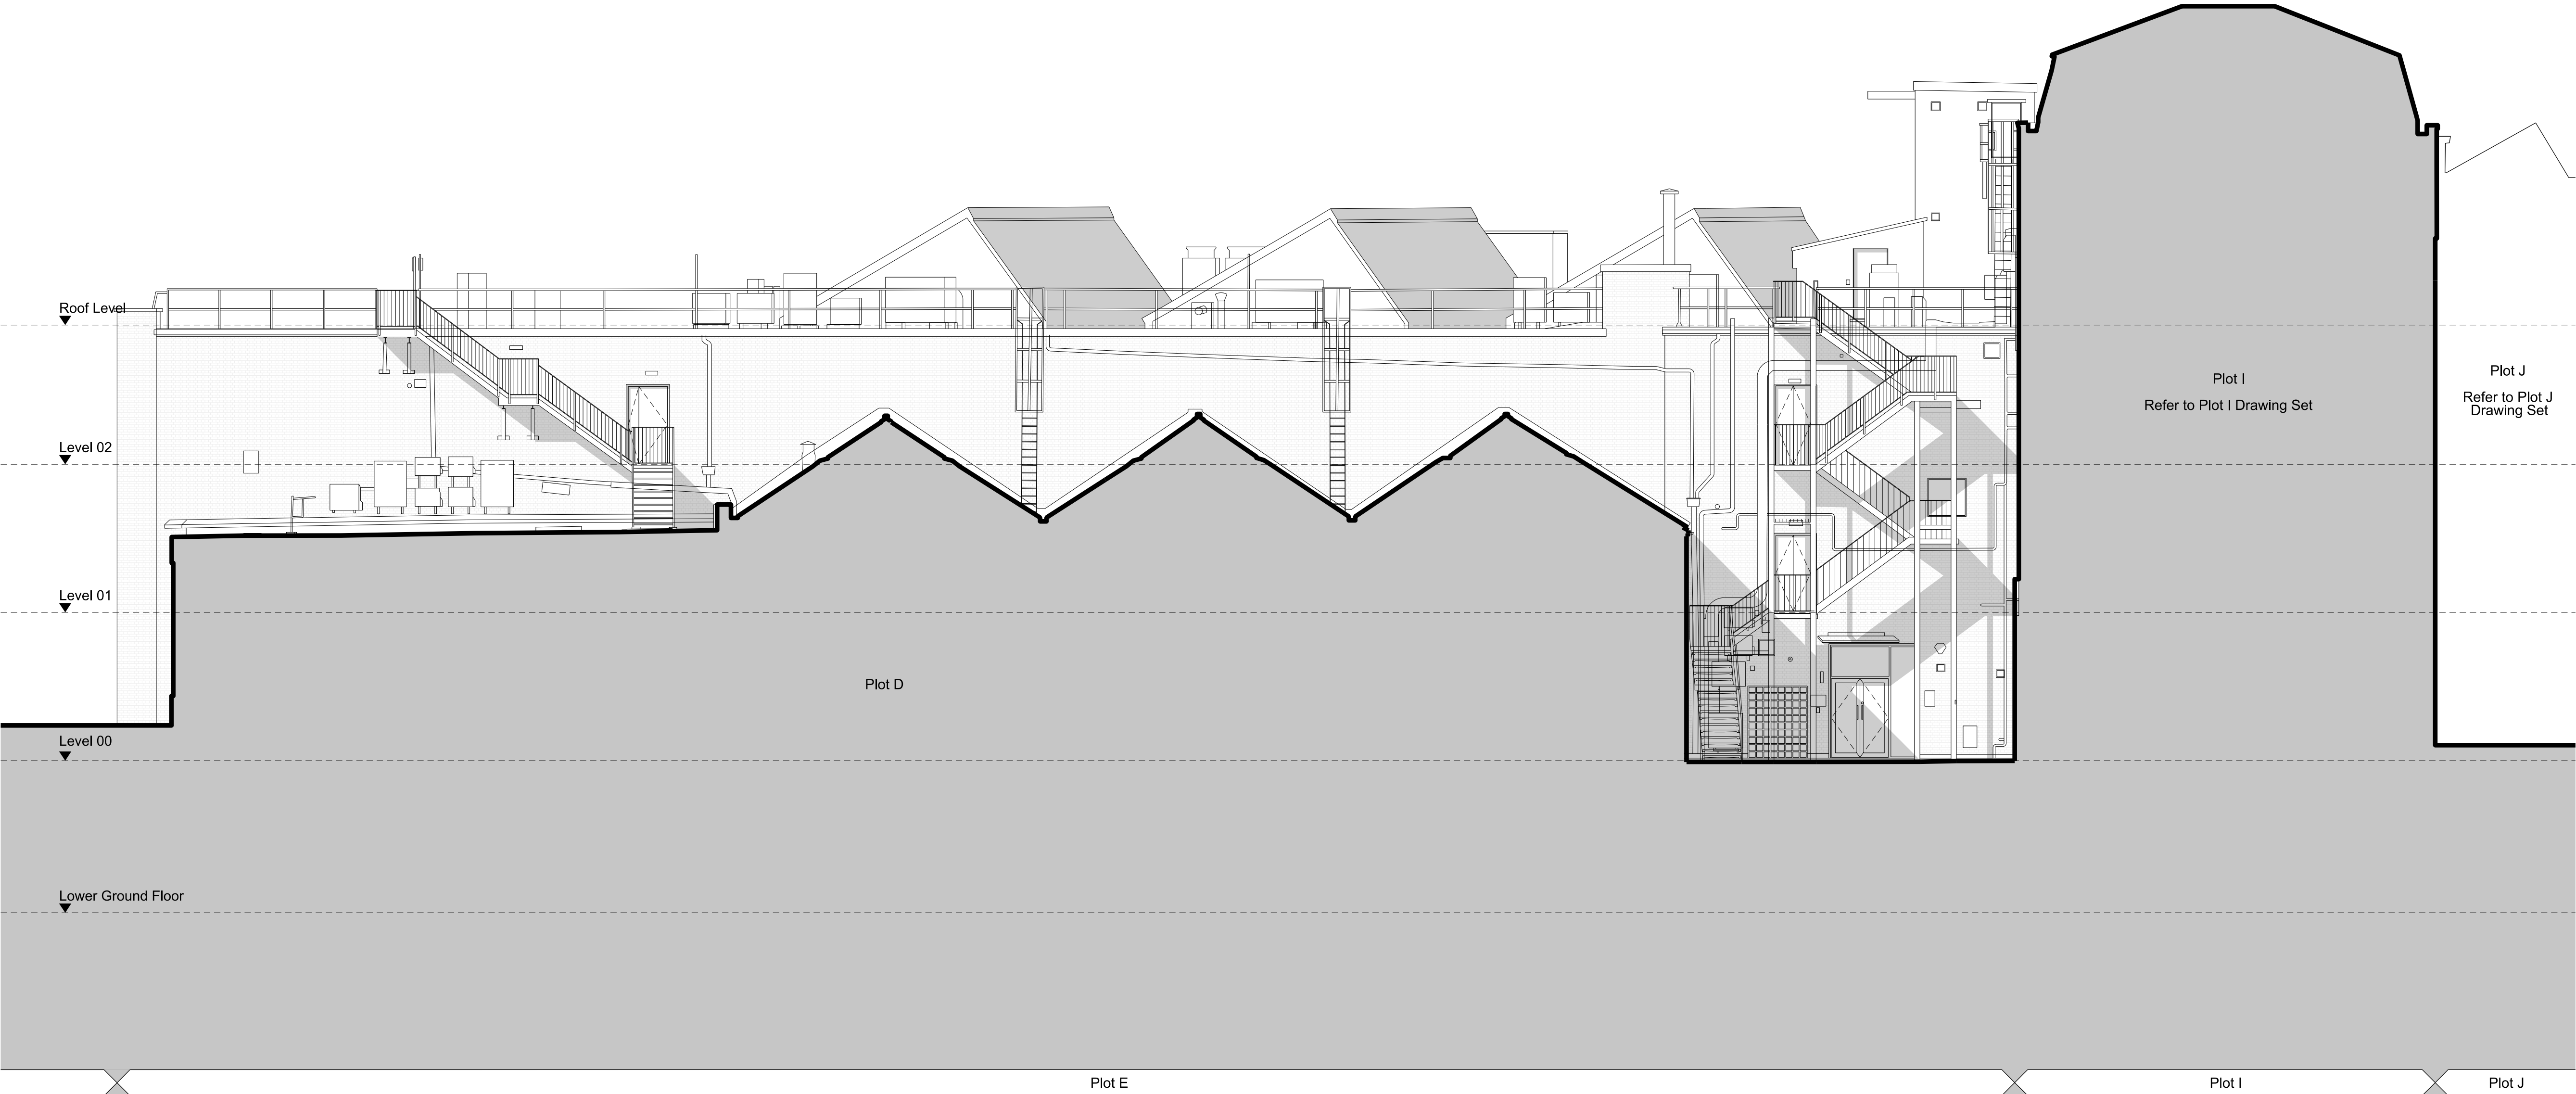 Roof Level
Plot I
Refer to Plot I Drawing Set
Plot J
Refer to Plot J
Drawing Set
Level 02
Level 01
Plot D
Level 00
Lower Ground Floor
Plot E
Plot I
Plot J